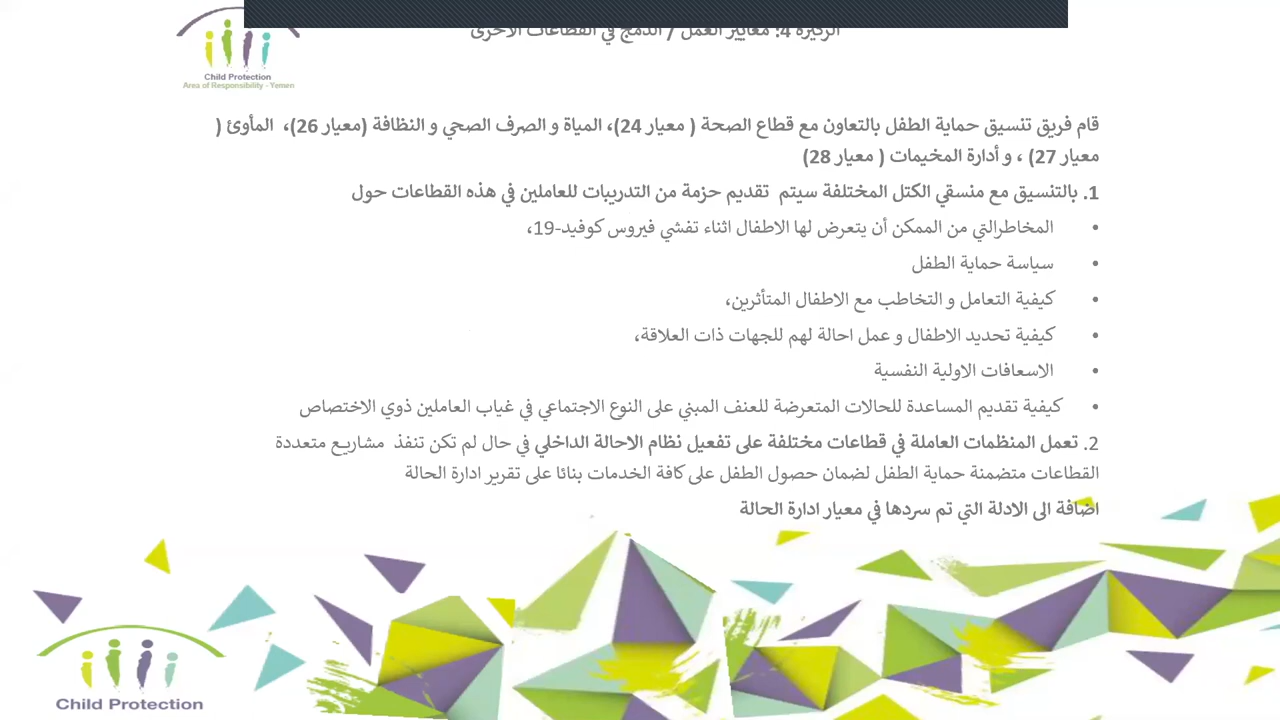 الركيزة 4: معايير العمل / الدمج في القطاعات الاخرى
Child Protection
Area of Responsibility - Yemen
قام فريق تنسيق حماية الطفل بالتعاون مع قطاع الصحة ( معيار 24)، المياة و الصرف الصحي و النظافة (معيار 26)،  المأوئ (
معيار 27) ، و أدارة المخيمات ( معيار 28)
1. بالتنسيق مع منسقي الكتل المختلفة سيتم  تقديم حزمة من التدريبات للعاملين في هذه القطاعات حول
• المخاطرالتي من الممكن أن يتعرض لها الاطفال اثناء تفشي فيروس كوفيد-19،
• سياسة حماية الطفل
• كيفية التعامل و التخاطب مع الاطفال المتأثرين،
• كيفية تحديد الاطفال و عمل احالة لهم للجهات ذات العلاقة،
• الاسعافات الاولية النفسية
• كيفية تقديم المساعدة للحالات المتعرضة للعنف المبني على النوع الاجتماعي في غياب العاملين ذوي الاختصاص
2. تعمل المنظمات العاملة في قطاعات مختلفة على تفعيل نظام الاحالة الداخلي في حال لم تكن تنفذ  مشاريع متعددة
القطاعات متضمنة حماية الطفل لضمان حصول الطفل على كافة الخدمات بنائا على تقرير ادارة الحالة
اضافة الى الادلة التي تم سردها في معيار ادارة الحالة
Child Protection